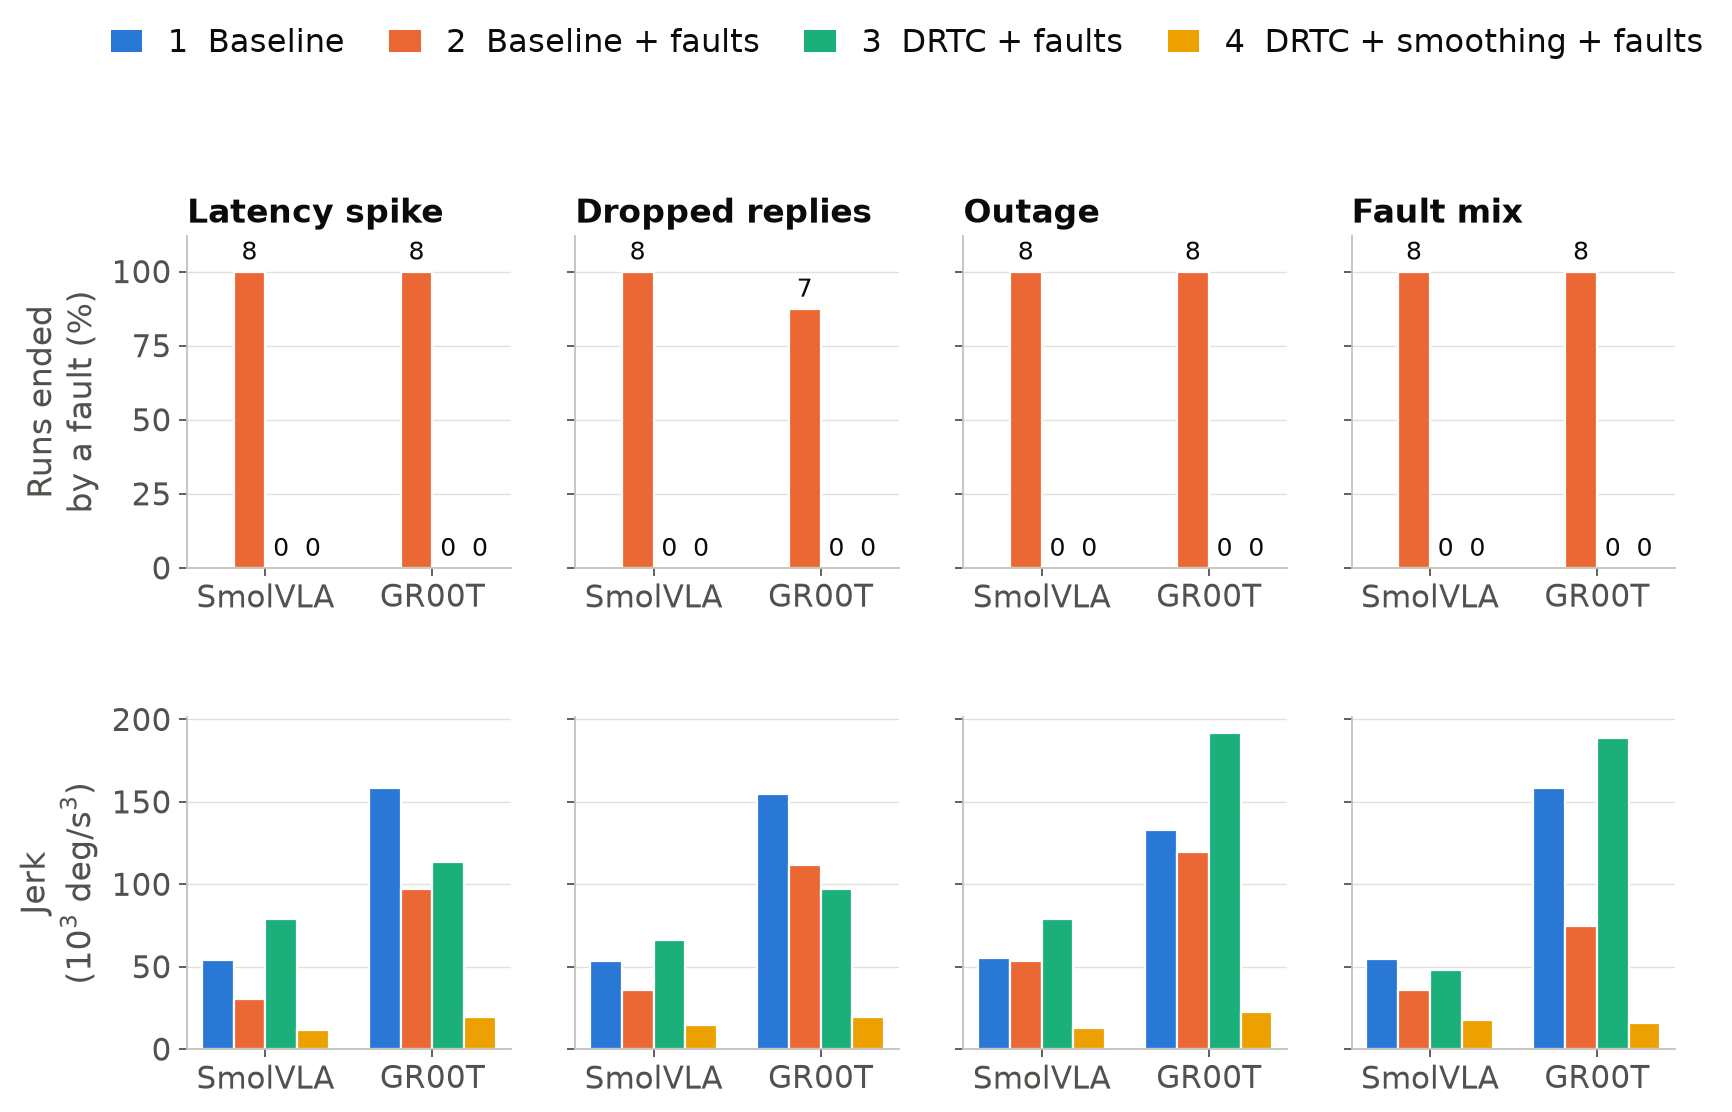 1 Baseline
2 Baseline + faults
3 DRTC + faults
4 DRTC + smoothing + faults
Latency spike
Dropped replies
Outage
Fault mix
Runs ended
by a fault (%)
100
75
50
25
0
8 0 0 8 0 0
8 0 0 7 0 0
8 0 0 8 0 0
8 0 0 8 0 0
SmolVLA GR00T
SmolVLA GR00T
SmolVLA GR00T
SmolVLA GR00T
Jerk
(10³ deg/s³)
200
150
100
50
0
SmolVLA GR00T
SmolVLA GR00T
SmolVLA GR00T
SmolVLA GR00T